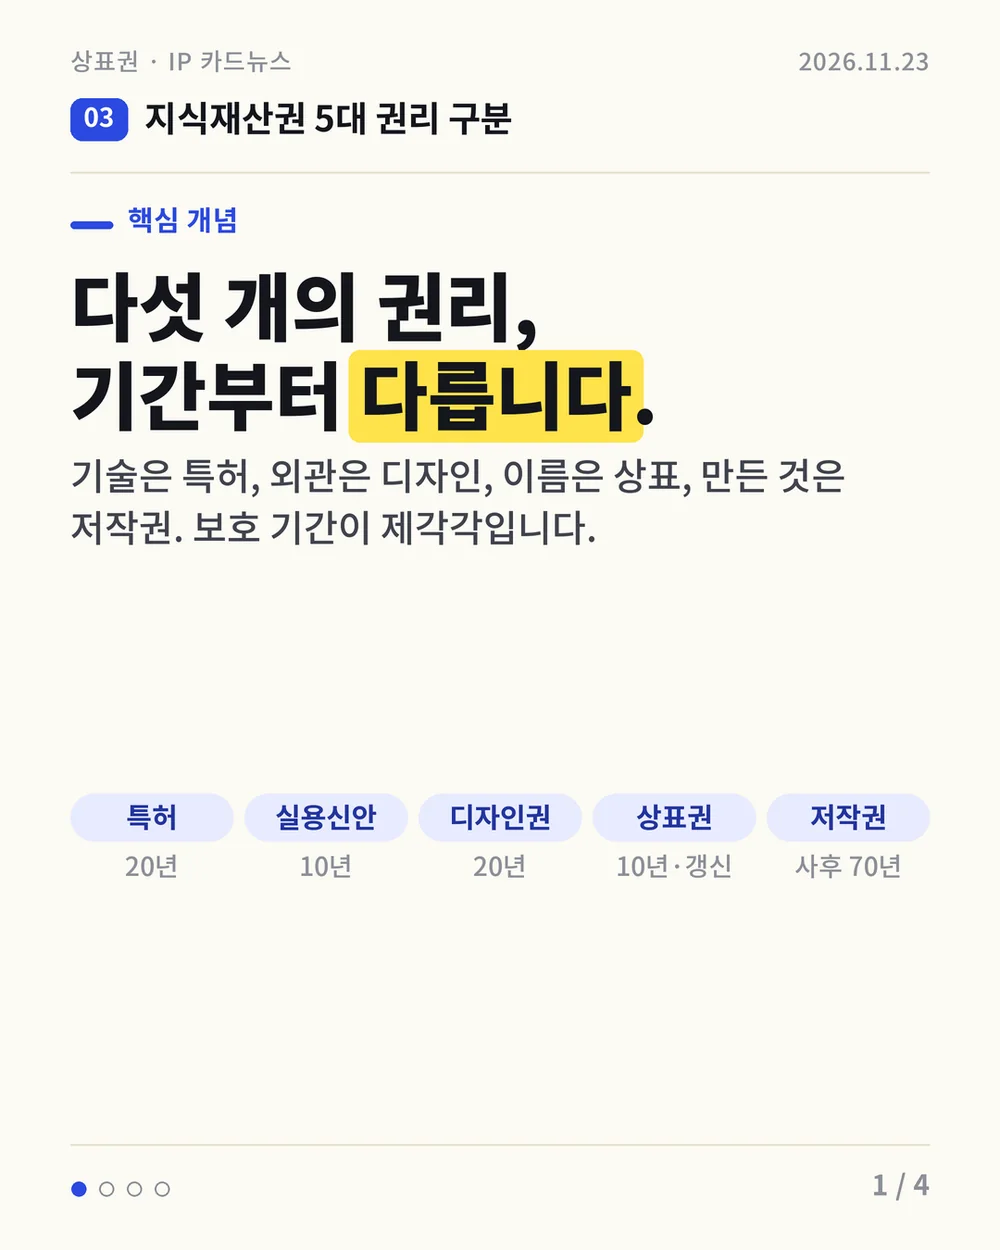 상표권 · IP 카드뉴스
2026.11.23
03 지식재산권 5대 권리 구분
핵심 개념
다섯 개의 권리,
기간부터 다릅니다.
기술은 특허, 외관은 디자인, 이름은 상표, 만든 것은
저작권. 보호 기간이 제각각입니다.
특허 실용신안 디자인권 상표권 저작권
20년 10년 20년 10년·갱신 사후 70년
1 / 4